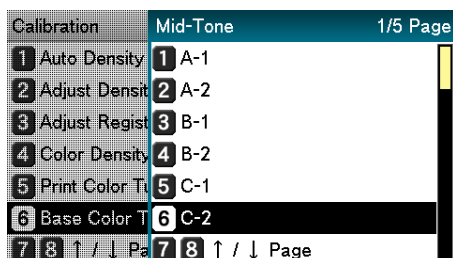 Calibration
1 Auto Density
2 Adjust Densit
3 Adjust Regist
4 Color Density
5 Print Color Tu
6 Base Color T
7 8 ↑ / ↓ Pa
Mid-Tone 1/5 Page
1 A-1
2 A-2
3 B-1
4 B-2
5 C-1
6 C-2
7 8 ↑ / ↓ Page